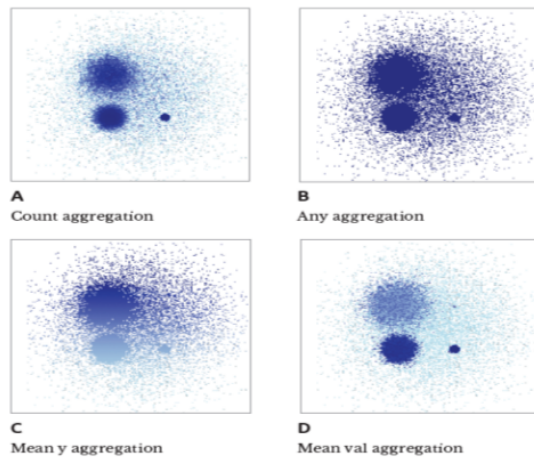 A
Count aggregation
B
Any aggregation
C
Mean y aggregation
D
Mean val aggregation